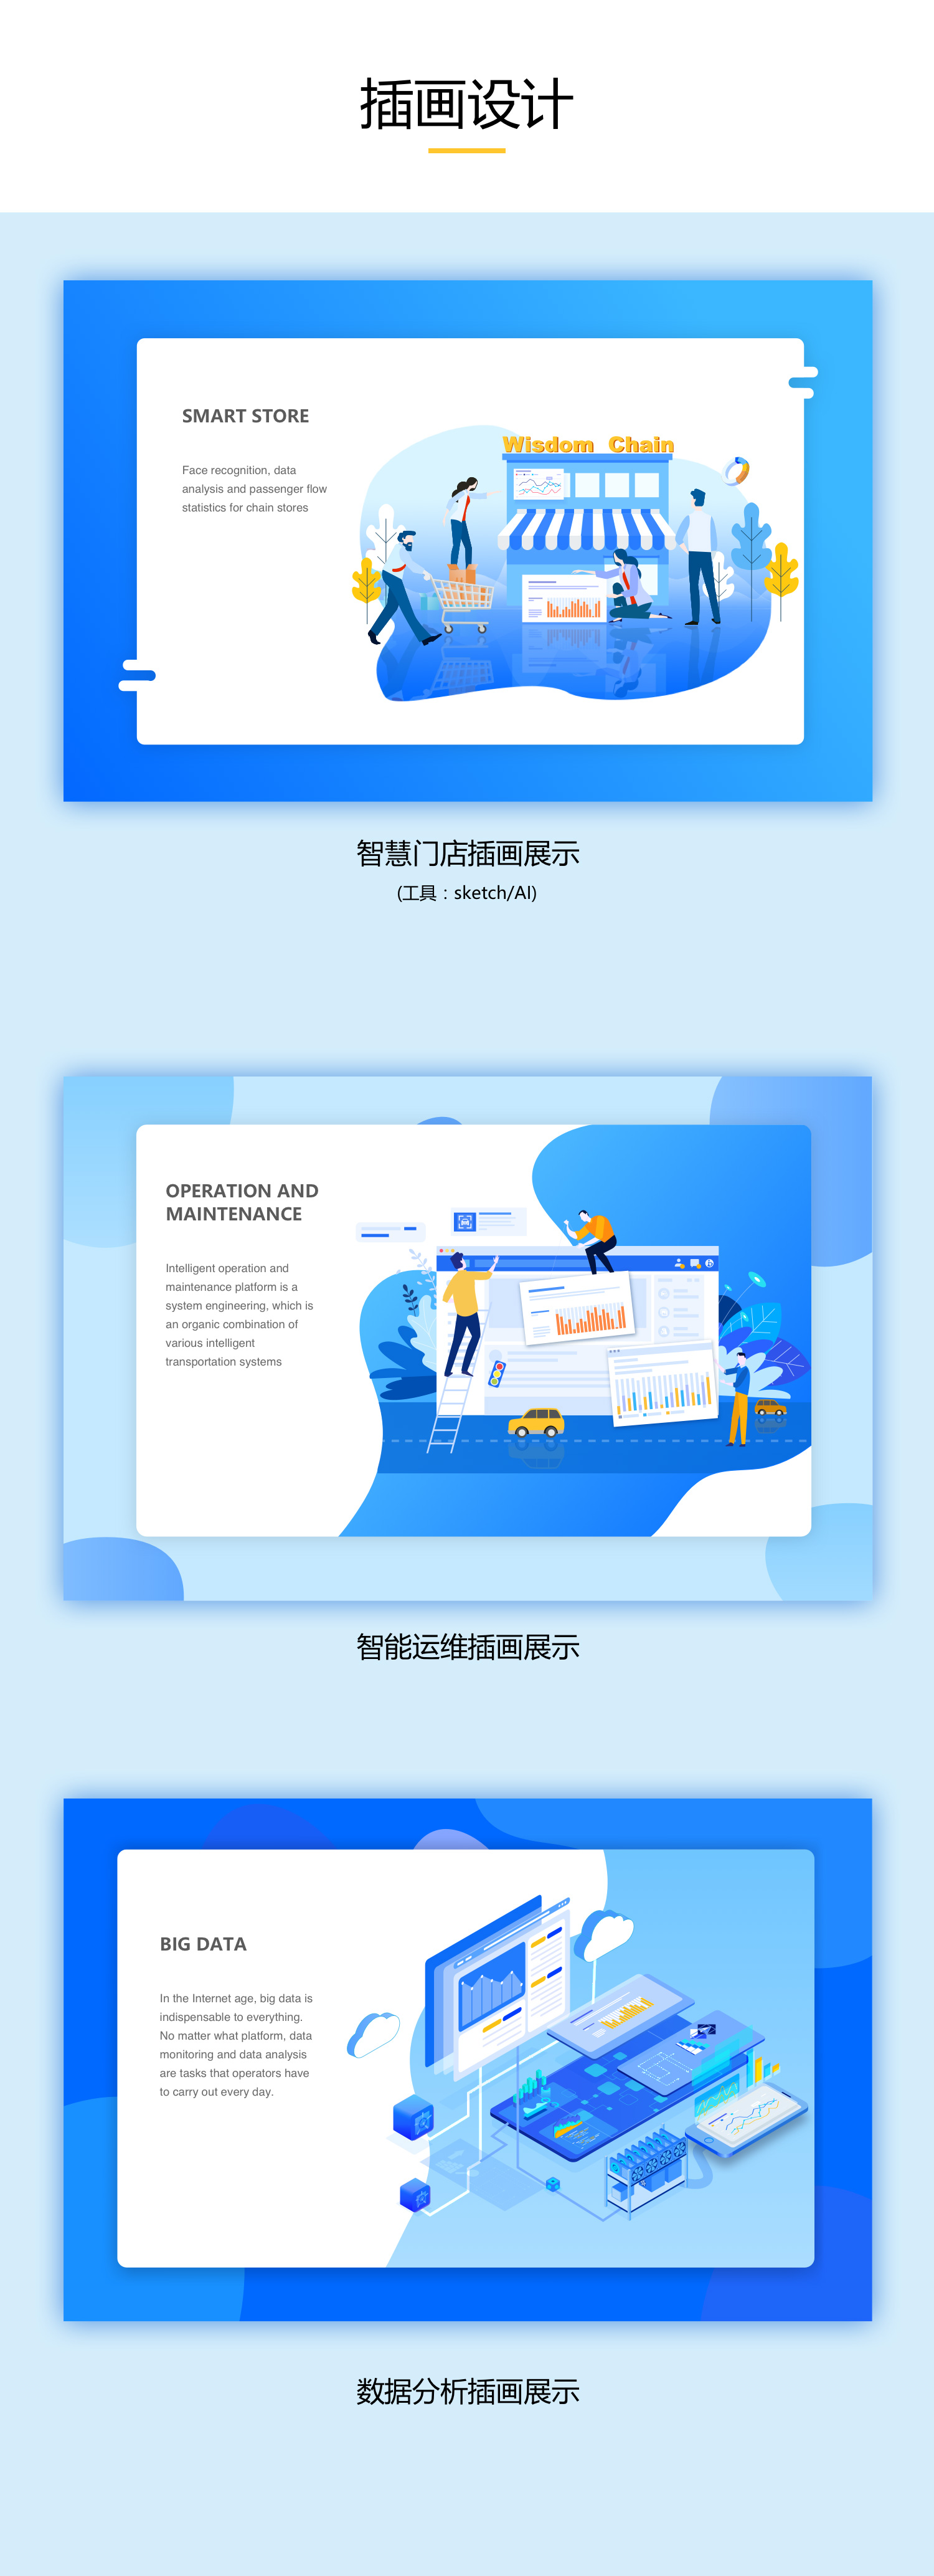 插画设计
SMART STORE
Face recognition, data
analysis and passenger flow
statistics for chain stores
Wisdom Chain
智慧门店插画展示
(工具：sketch/AI)
OPERATION AND
MAINTENANCE
Intelligent operation and
maintenance platform is a
system engineering, which is
an organic combination of
various intelligent
transportation systems
智能运维插画展示
BIG DATA
In the Internet age, big data is
indispensable to everything.
No matter what platform, data
monitoring and data analysis
are tasks that operators have
to carry out every day.
数据分析插画展示